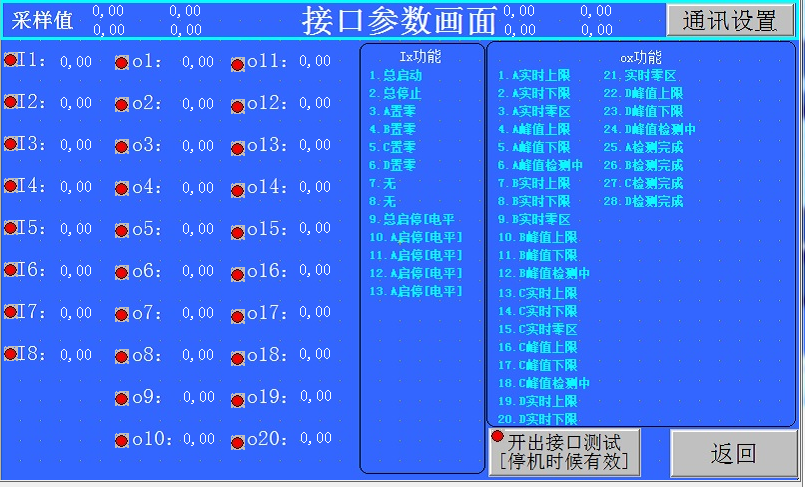 采样值 0,00 0,00 接口参数画面 0,00 0,00 通讯设置
0,00 0,00 0,00 0,00
I1: 0,00 o1: 0,00 o11: 0,00
I2: 0,00 o2: 0,00 o12: 0,00
I3: 0,00 o3: 0,00 o13: 0,00
I4: 0,00 o4: 0,00 o14: 0,00
I5: 0,00 o5: 0,00 o15: 0,00
I6: 0,00 o6: 0,00 o16: 0,00
I7: 0,00 o7: 0,00 o17: 0,00
I8: 0,00 o8: 0,00 o18: 0,00
o9: 0,00 o19: 0,00
o10: 0,00 o20: 0,00
Ix功能
1.总启动
2.总停止
3.A置零
4.B置零
5.C置零
6.D置零
7.无
8.无
9.总启停[电平
10.A启停[电平]
11.A启停[电平]
12.A启停[电平]
13.A启停[电平]
ox功能
1.A实时上限
2.A实时下限
3.A实时零区
4.A峰值上限
5.A峰值下限
6.A峰值检测中
7.B实时上限
8.B实时下限
9.B实时零区
10.B峰值上限
11.B峰值下限
12.B峰值检测中
13.C实时上限
14.C实时下限
15.C实时零区
16.C峰值上限
17.C峰值下限
18.C峰值检测中
19.D实时上限
20.D实时下限
21.实时零区
22.D峰值上限
23.D峰值下限
24.D峰值检测中
25.A检测完成
26.B检测完成
27.C检测完成
28.D检测完成
开出接口测试
[停机时候有效]
返回